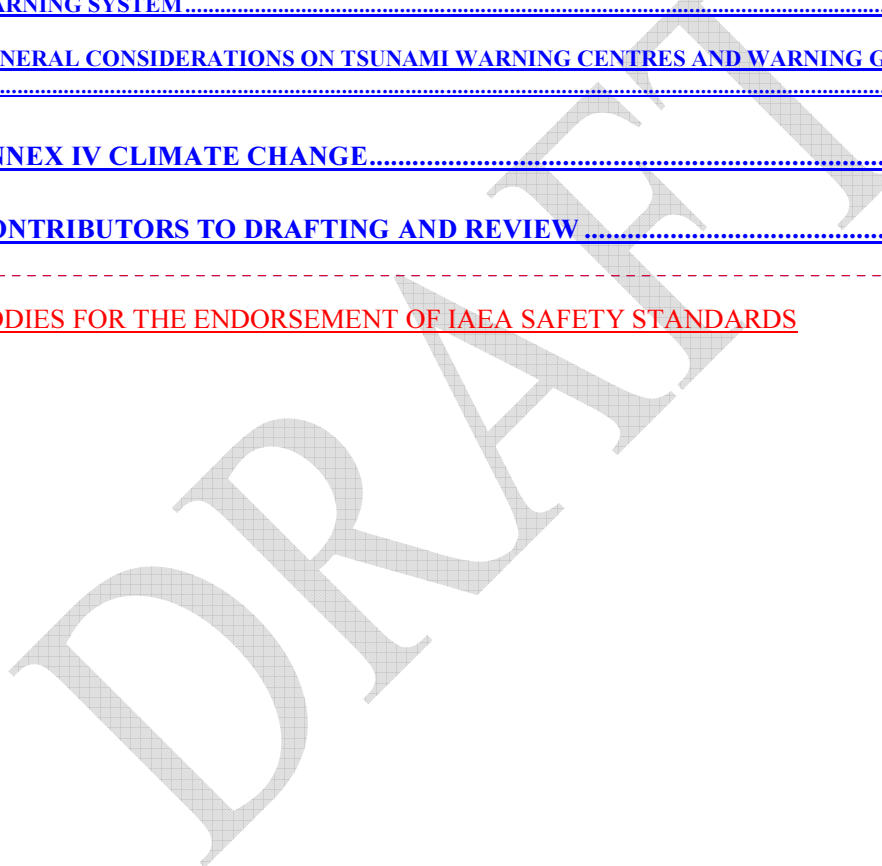 ARNING SYSTEM
NERAL CONSIDERATIONS ON TSUNAMI WARNING CENTRES AND WARNING G
NNEX IV CLIMATE CHANGE
ONTRIBUTORS TO DRAFTING AND REVIEW
ODIES FOR THE ENDORSEMENT OF IAEA SAFETY STANDARDS
DRAFT